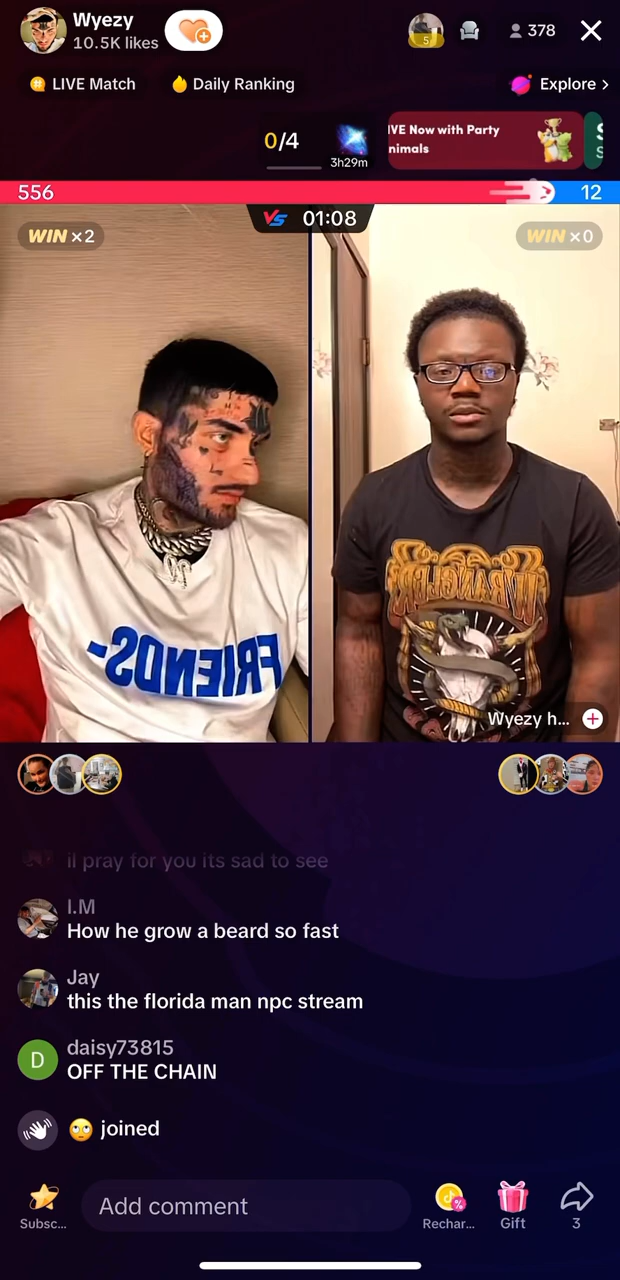 Wyezy
10.5K likes
5
378
LIVE Match
Daily Ranking
Explore >
0/4
3h29m
IVE Now with Party
nimals
S
S
556
12
VS 01:08
WIN ×2
WIN ×0
FRIENDS-
WRANGLER
Wyezy h...
il pray for you its sad to see
I.M
How he grow a beard so fast
Jay
this the florida man npc stream
D
daisy73815
OFF THE CHAIN
🙄 joined
Add comment
Subsc...
Rechar...
Gift
3